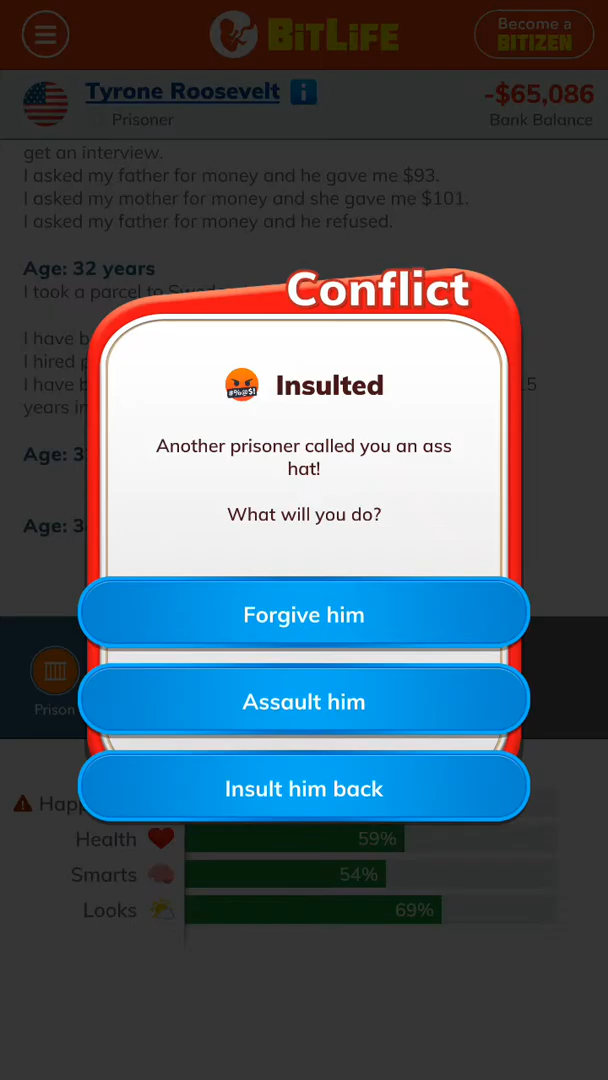 Become a
BITLIFE
BITIZEN
Tyrone Roosevelt
-$65,086
Prisoner
Bank Balance
get an interview.
I asked my father for money and he gave me $93.
I asked my mother for money and she gave me $101.
I asked my father for money and he refused.
Age: 32 years
I took a parcel to
Conflict
I have
I hired
I have
years
Insulted
Another prisoner called you an ass
hat!
What will you do?
Age:
Age:
Forgive him
Assault him
Prison
Insult him back
Health 59%
Smarts 54%
Looks 69%